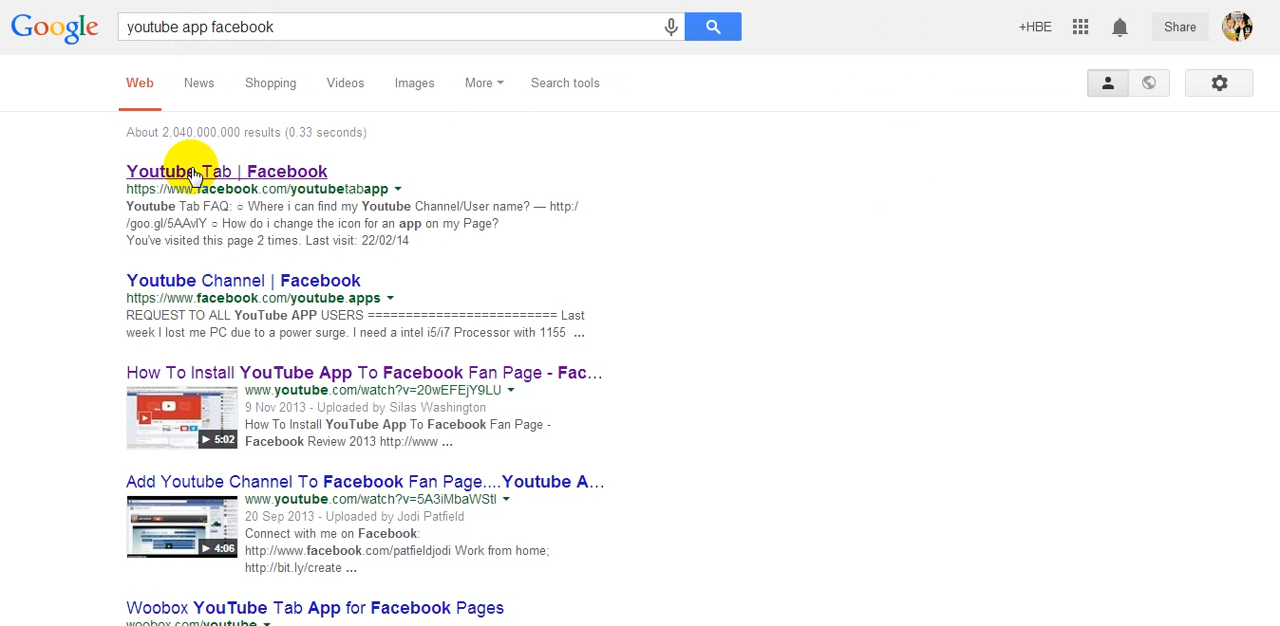 Google
youtube app facebook
+HBE
Share
Web News Shopping Videos Images More Search tools
About 2,040,000,000 results (0.33 seconds)
Youtube Tab | Facebook
https://www.facebook.com/youtubetabapp
Youtube Tab FAQ: ○ Where i can find my Youtube Channel/User name? — http:/
/goo.gl/5AAvlY ○ How do i change the icon for an app on my Page?
You've visited this page 2 times. Last visit: 22/02/14
Youtube Channel | Facebook
https://www.facebook.com/youtube.apps
REQUEST TO ALL YouTube APP USERS ========================= Last
week I lost me PC due to a power surge. I need a intel i5/i7 Processor with 1155 ...
How To Install YouTube App To Facebook Fan Page - Fac...
www.youtube.com/watch?v=20wEFEjY9LU
9 Nov 2013 - Uploaded by Silas Washington
5:02
How To Install YouTube App To Facebook Fan Page -
Facebook Review 2013 http://www ...
Add Youtube Channel To Facebook Fan Page....Youtube A...
www.youtube.com/watch?v=5A3iMbaWStI
20 Sep 2013 - Uploaded by Jodi Patfield
Connect with me on Facebook:
4:06
http://www.facebook.com/patfieldjodi Work from home;
http://bit.ly/create ...
Woobox YouTube Tab App for Facebook Pages
woobox.com/youtube